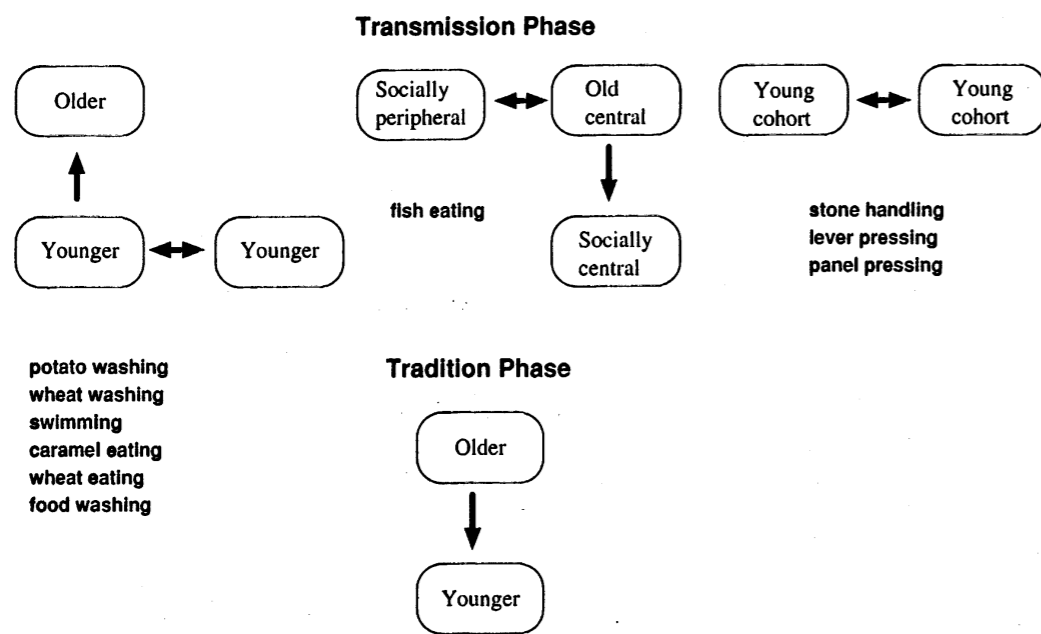 Transmission Phase
Older
Younger
Younger
potato washing
wheat washing
swimming
caramel eating
wheat eating
food washing
Socially
peripheral
Old
central
Socially
central
fish eating
Young
cohort
Young
cohort
stone handling
lever pressing
panel pressing
Tradition Phase
Older
Younger